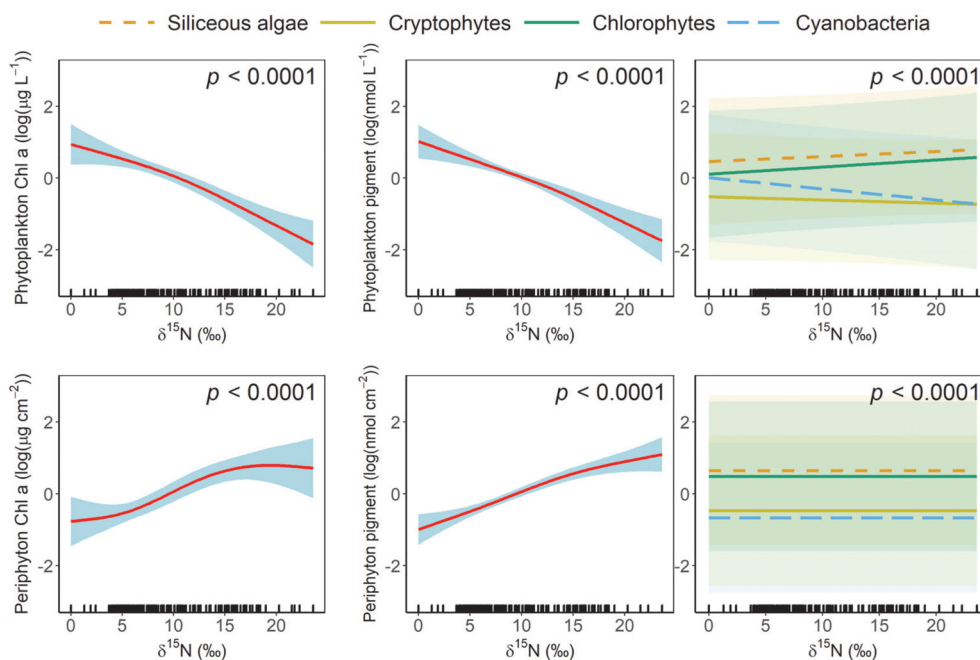 Siliceous algae Cryptophytes Chlorophytes Cyanobacteria
Phytoplankton Chl a (log(μg L⁻¹))
2
0
-2
p < 0.0001
0 5 10 15 20
δ¹⁵N (‰)
Phytoplankton pigment (log(nmol L⁻¹))
2
0
-2
p < 0.0001
0 5 10 15 20
δ¹⁵N (‰)
2
0
-2
p < 0.0001
0 5 10 15 20
δ¹⁵N (‰)
Periphyton Chl a (log(μg cm⁻²))
2
0
-2
p < 0.0001
0 5 10 15 20
δ¹⁵N (‰)
Periphyton pigment (log(nmol cm⁻²))
2
0
-2
p < 0.0001
0 5 10 15 20
δ¹⁵N (‰)
2
0
-2
p < 0.0001
0 5 10 15 20
δ¹⁵N (‰)